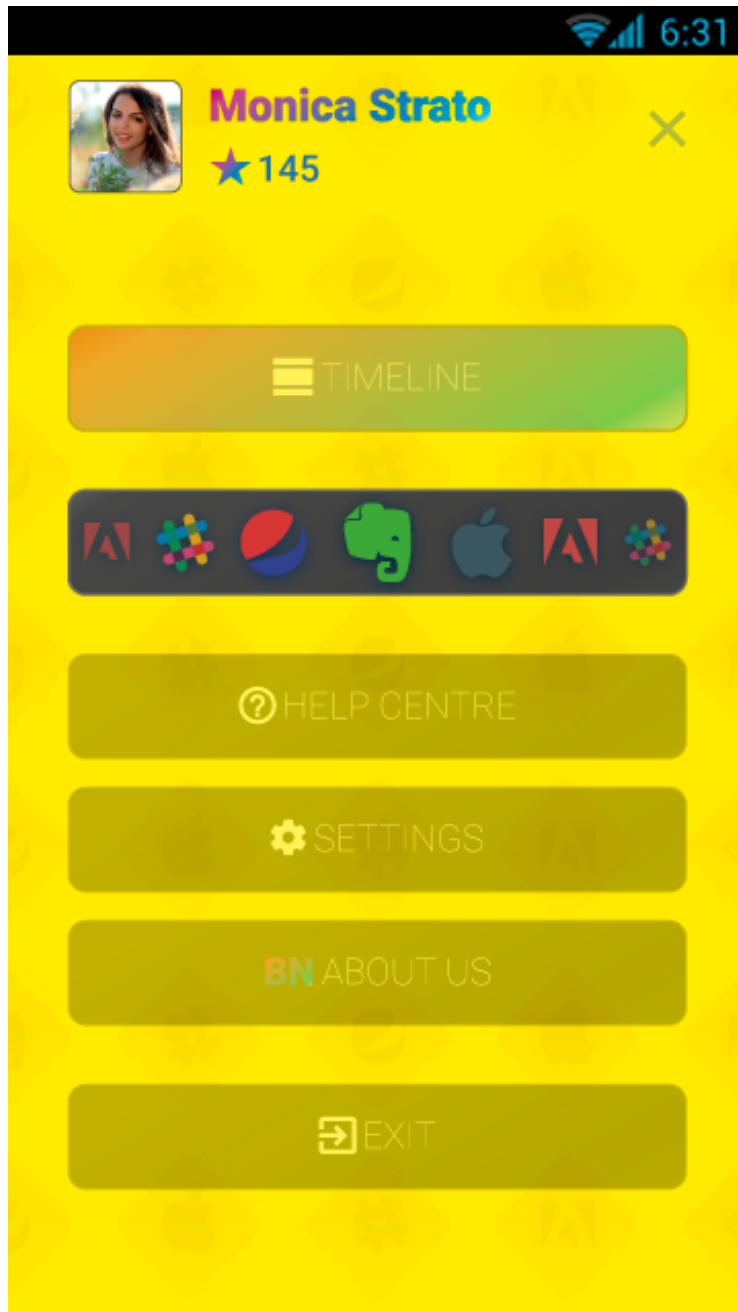 6:31
Monica Strato
145
TIMELINE
HELP CENTRE
SETTINGS
BN ABOUT US
EXIT